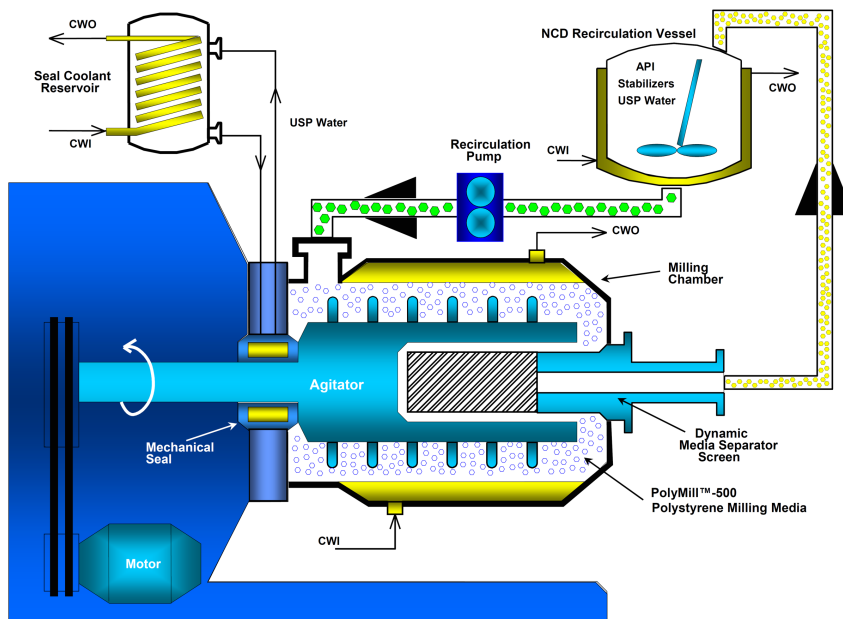 CWO
NCD Recirculation Vessel
Seal Coolant
Reservoir
API
Stabilizers
USP Water
CWO
USP Water
CWI
Recirculation
Pump
CWI
CWO
Milling
Chamber
Agitator
Mechanical
Seal
Dynamic
Media Separator
Screen
PolyMill™-500
Polystyrene Milling Media
CWI
Motor